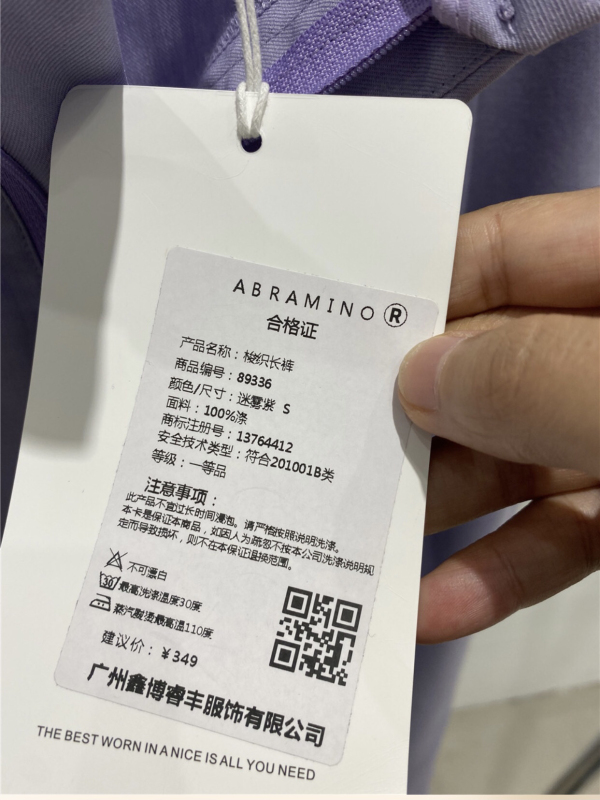 ABRAMINO ®
合格证
产品名称：梭织长裤
商品编号：89336
颜色/尺寸：迷雾紫 S
面料：100%涤
商标注册号：13764412
安全技术类型：符合201001B类
等级：一等品
注意事项：
此产品不宜过长时间浸泡。请严格按照说明洗涤。
本卡是保证本商品，如因人为疏忽不按本公司洗涤说明规
定而导致损坏，则不在本保证退换范围。
不可漂白
30 最高洗涤温度30度
蒸汽熨烫最高温110度
建议价：￥349
广州鑫博睿丰服饰有限公司
THE BEST WORN IN A NICE IS ALL YOU NEED